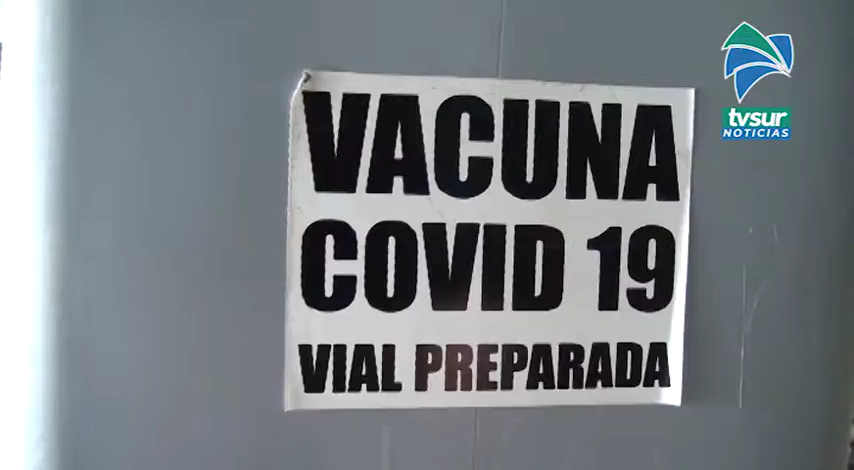 VACUNA
COVID 19
VIAL PREPARADA
tvsur
NOTICIAS